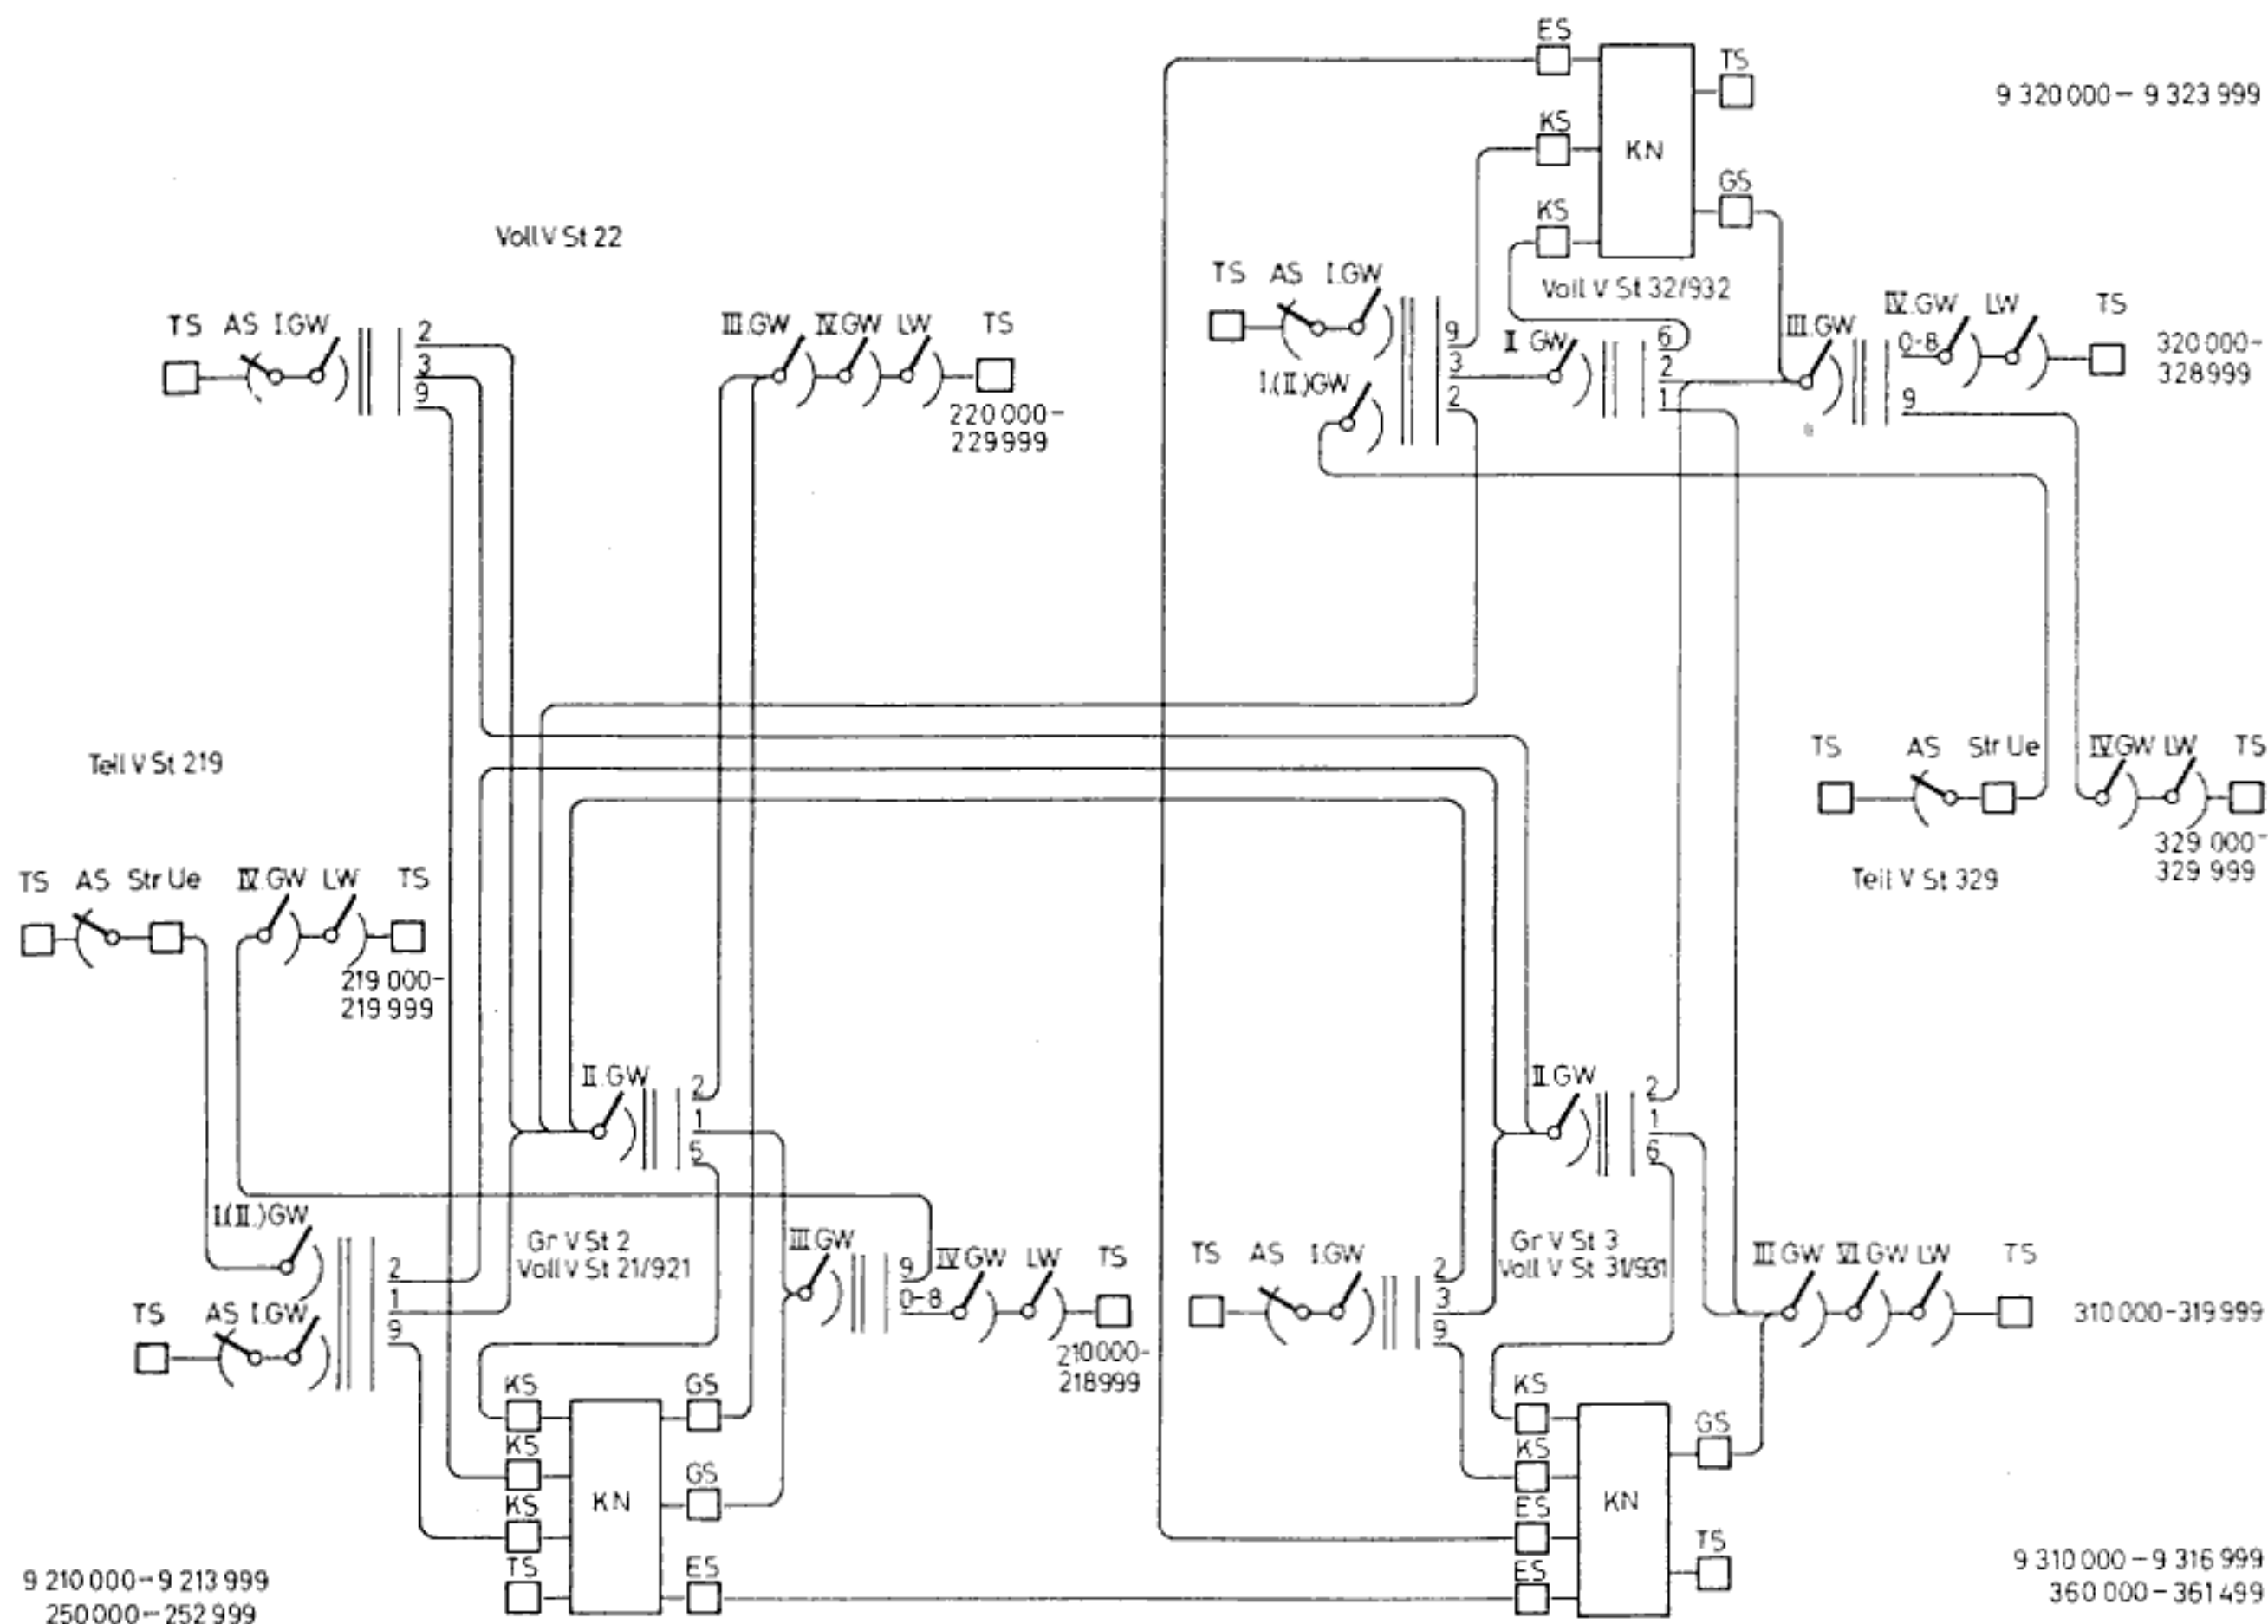 ES
TS
9 320 000 – 9 323 999
KS
KN
GS
KS
Voll V St 22
TS AS I.GW
Voll V St 32/932
TS AS I.GW 2 3 9
III.GW IV.GW LW TS
220 000 –
229 999
I.(II.)GW
9 3 2
II GW
6 2 1
III.GW
IV.GW LW TS
0-8
9
320 000 –
328 999
Teil V St 219
TS AS Str Ue IV.GW LW TS
219 000 –
219 999
TS AS Str Ue IV GW LW TS
329 000 –
329 999
Teil V St 329
II.GW
2
1
5
II.GW
2
1
6
I.(II.)GW
2
1
9
TS AS I.GW
Gr V St 2
Voll V St 21/921
III.GW
9
0-8
IV GW LW TS
210 000 –
218 999
TS AS I.GW
2
3
9
Gr V St 3
Voll V St 31/931
III GW VI GW LW TS
310 000 – 319 999
KS
KS
KS
TS
KN
GS
GS
ES
KS
KS
ES
ES
KN
GS
TS
9 210 000 – 9 213 999
250 000 – 252 999
9 310 000 – 9 316 999
360 000 – 361 499